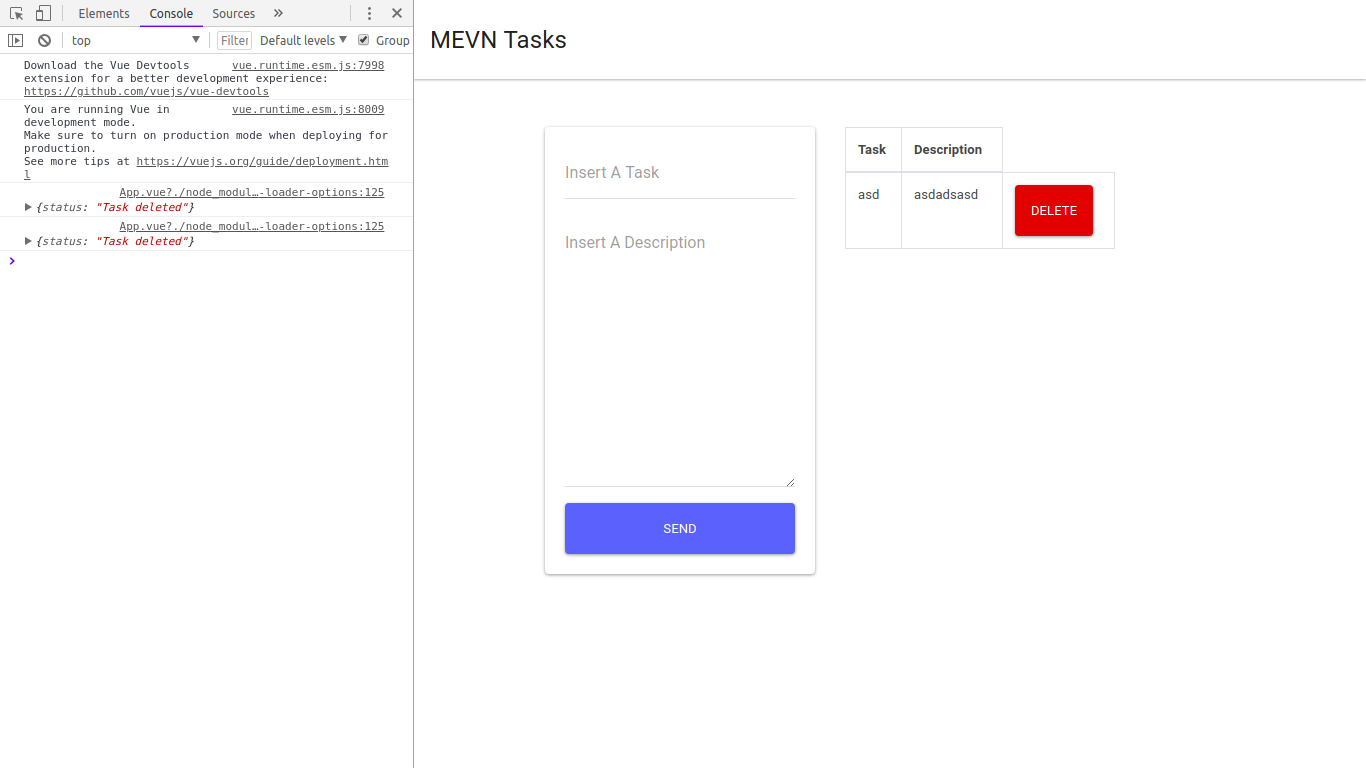 Elements Console Sources
top Filter Default levels Group
Download the Vue Devtools vue.runtime.esm.js:7998
extension for a better development experience:
https://github.com/vuejs/vue-devtools
You are running Vue in vue.runtime.esm.js:8009
development mode.
Make sure to turn on production mode when deploying for
production.
See more tips at https://vuejs.org/guide/deployment.htm
l
App.vue?./node_modul…-loader-options:125
{status: "Task deleted"}
App.vue?./node_modul…-loader-options:125
{status: "Task deleted"}
MEVN Tasks
Insert A Task
Insert A Description
SEND
Task Description
asd asdadsasd DELETE